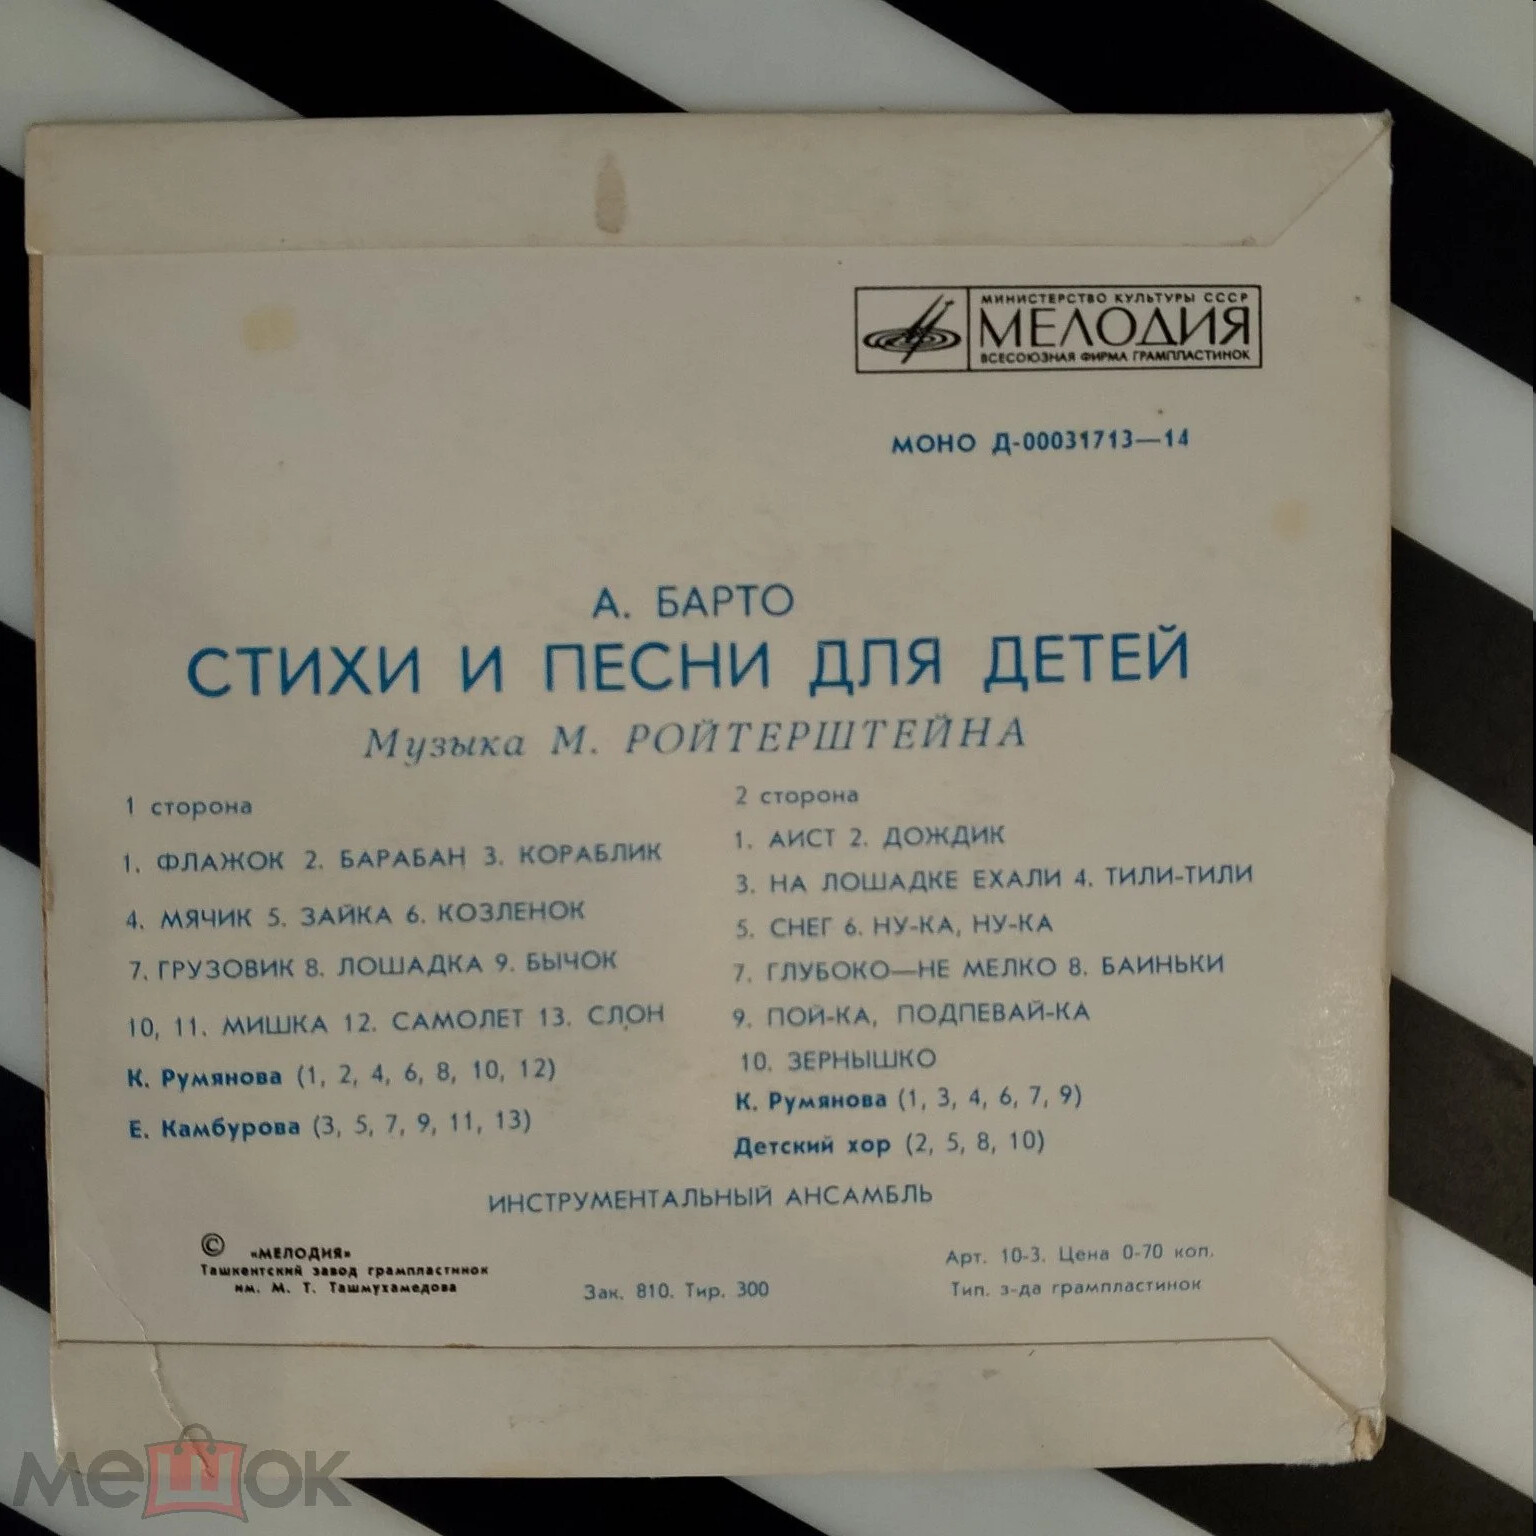 МИНИСТЕРСТВО КУЛЬТУРЫ СССР
МЕЛОДИЯ
ВСЕСОЮЗНАЯ ФИРМА ГРАМПЛАСТИНОК
МОНО Д-00031713—14
А. БАРТО
СТИХИ И ПЕСНИ ДЛЯ ДЕТЕЙ
Музыка М. РОЙТЕРШТЕЙНА
1 сторона
1. ФЛАЖОК 2. БАРАБАН 3. КОРАБЛИК
4. МЯЧИК 5. ЗАЙКА 6. КОЗЛЕНОК
7. ГРУЗОВИК 8. ЛОШАДКА 9. БЫЧОК
10, 11. МИШКА 12. САМОЛЕТ 13. СЛОН
К. Румянова (1, 2, 4, 6, 8, 10, 12)
Е. Камбурова (3, 5, 7, 9, 11, 13)
2 сторона
1. АИСТ 2. ДОЖДИК
3. НА ЛОШАДКЕ ЕХАЛИ 4. ТИЛИ-ТИЛИ
5. СНЕГ 6. НУ-КА, НУ-КА
7. ГЛУБОКО—НЕ МЕЛКО 8. БАИНЬКИ
9. ПОЙ-КА, ПОДПЕВАЙ-КА
10. ЗЕРНЫШКО
К. Румянова (1, 3, 4, 6, 7, 9)
Детский хор (2, 5, 8, 10)
ИНСТРУМЕНТАЛЬНЫЙ АНСАМБЛЬ
© «МЕЛОДИЯ»
Ташкентский завод грампластинок
им. М. Т. Ташмухамедова
Зак. 810. Тир. 300
Арт. 10-3. Цена 0-70 коп.
Тип. з-да грампластинок
мешок